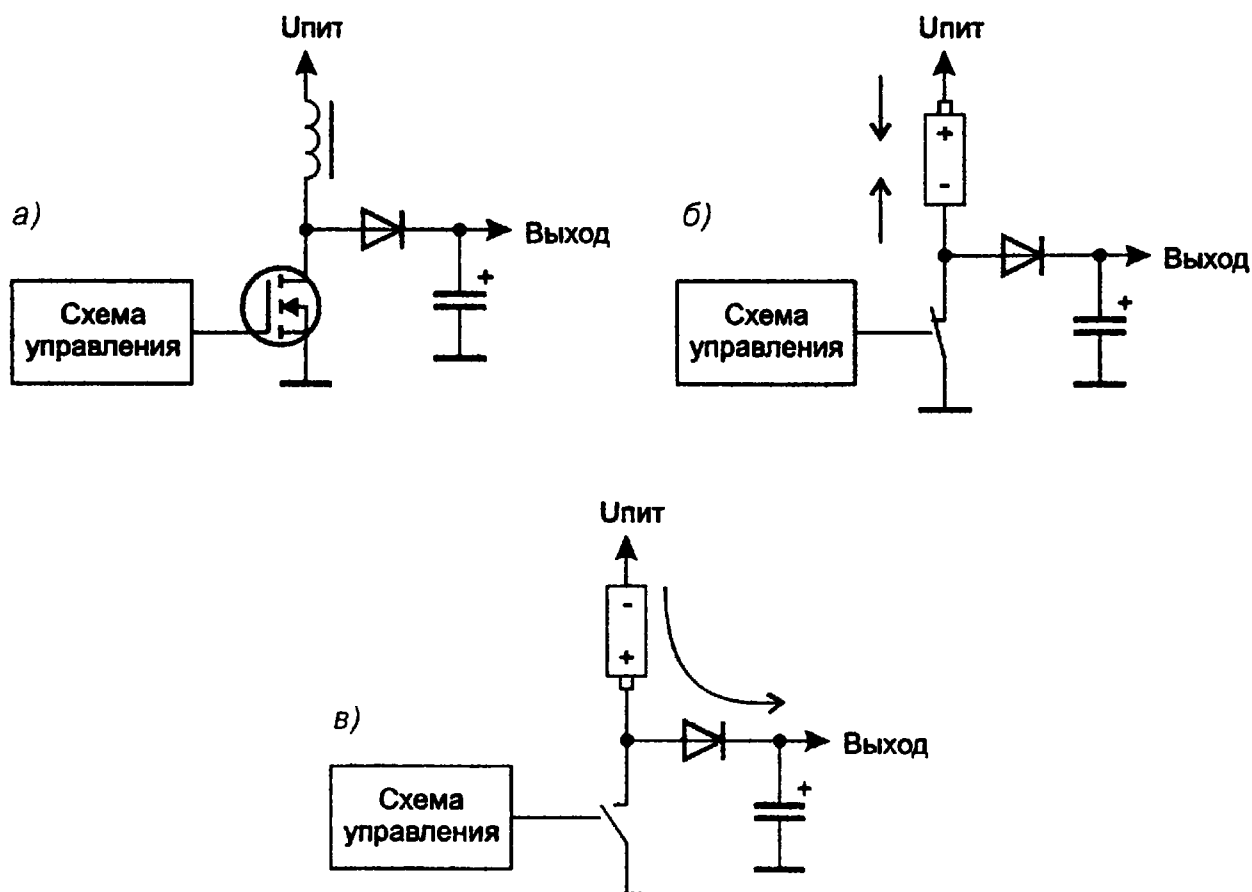 Uпит
а)
Выход
+
Схема
управления
Uпит
б)
+
-
Выход
+
Схема
управления
Uпит
-
+
в)
Выход
+
Схема
управления